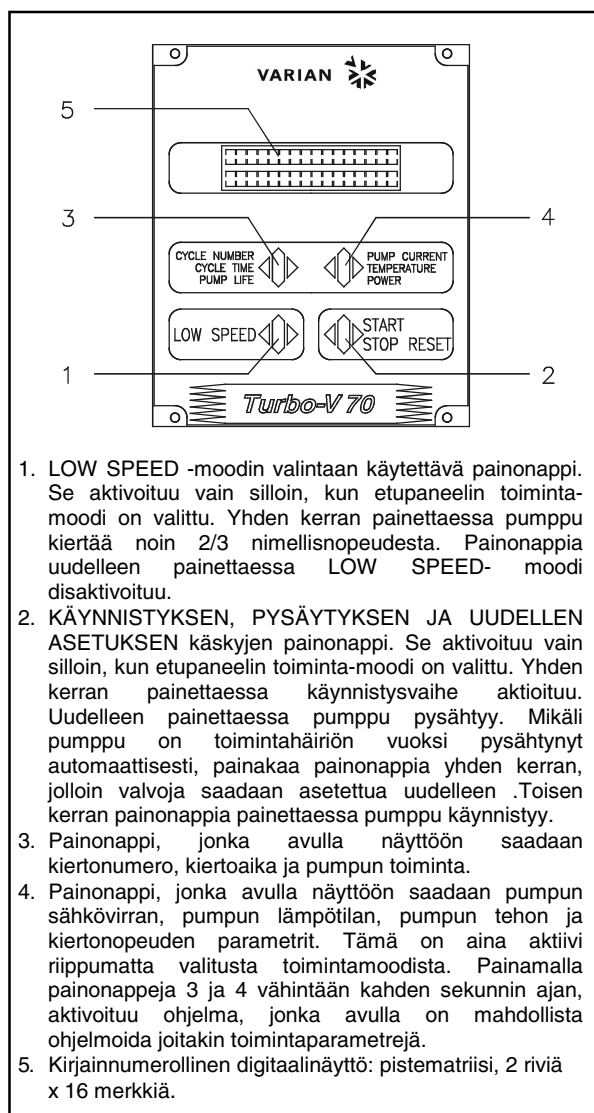 VARIAN
5
3
4
CYCLE NUMBER
CYCLE TIME
PUMP LIFE
PUMP CURRENT
TEMPERATURE
POWER
LOW SPEED
START
STOP RESET
1
2
Turbo-V 70
1. LOW SPEED -moodin valintaan käytettävä painonappi.
Se aktivoituu vain silloin, kun etupaneelin toiminta-
moodi on valittu. Yhden kerran painettaessa pumppu
kiertää noin 2/3 nimellisnopeudesta. Painonappia
uudelleen painettaessa LOW SPEED- moodi
disaktivoituu.
2. KÄYNNISTYKSEN, PYSÄYTYKSEN JA UUDELLEN
ASETUKSEN käskyjen painonappi. Se aktivoituu vain
silloin, kun etupaneelin toiminta-moodi on valittu. Yhden
kerran painettaessa käynnistysvaihe aktioituu.
Uudelleen painettaessa pumppu pysähtyy. Mikäli
pumppu on toimintahäiriön vuoksi pysähtynyt
automaattisesti, painakaa painonappia yhden kerran,
jolloin valvoja saadaan asetettua uudelleen .Toisen
kerran painonappia painettaessa pumppu käynnistyy.
3. Painonappi, jonka avulla näyttöön saadaan
kiertonumero, kiertoaika ja pumpun toiminta.
4. Painonappi, jonka avulla näyttöön saadaan pumpun
sähkövirran, pumpun lämpötilan, pumpun tehon ja
kiertonopeuden parametrit. Tämä on aina aktiivi
riippumatta valitusta toimintamoodista. Painamalla
painonappeja 3 ja 4 vähintään kahden sekunnin ajan,
aktivoituu ohjelma, jonka avulla on mahdollista
ohjelmoida joitakin toimintaparametrejä.
5. Kirjainnumerollinen digitaalinäyttö: pistematriisi, 2 riviä
x 16 merkkiä.